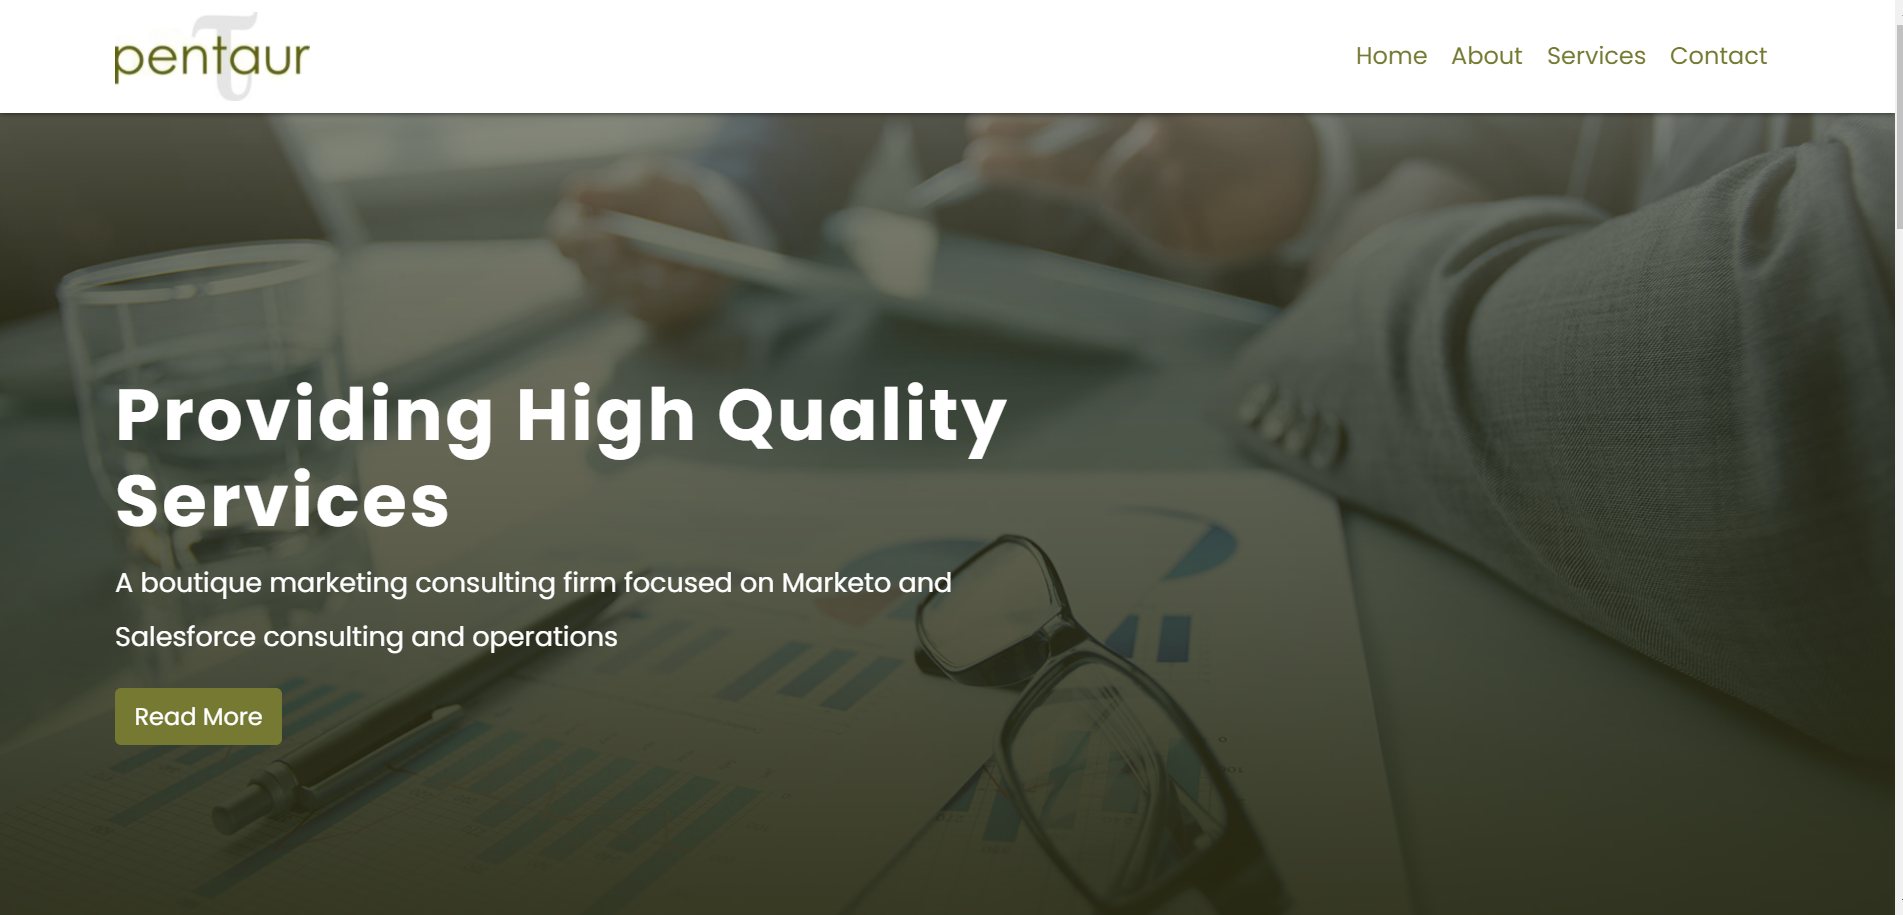 pentaur
Home About Services Contact
Providing High Quality
Services
A boutique marketing consulting firm focused on Marketo and
Salesforce consulting and operations
Read More